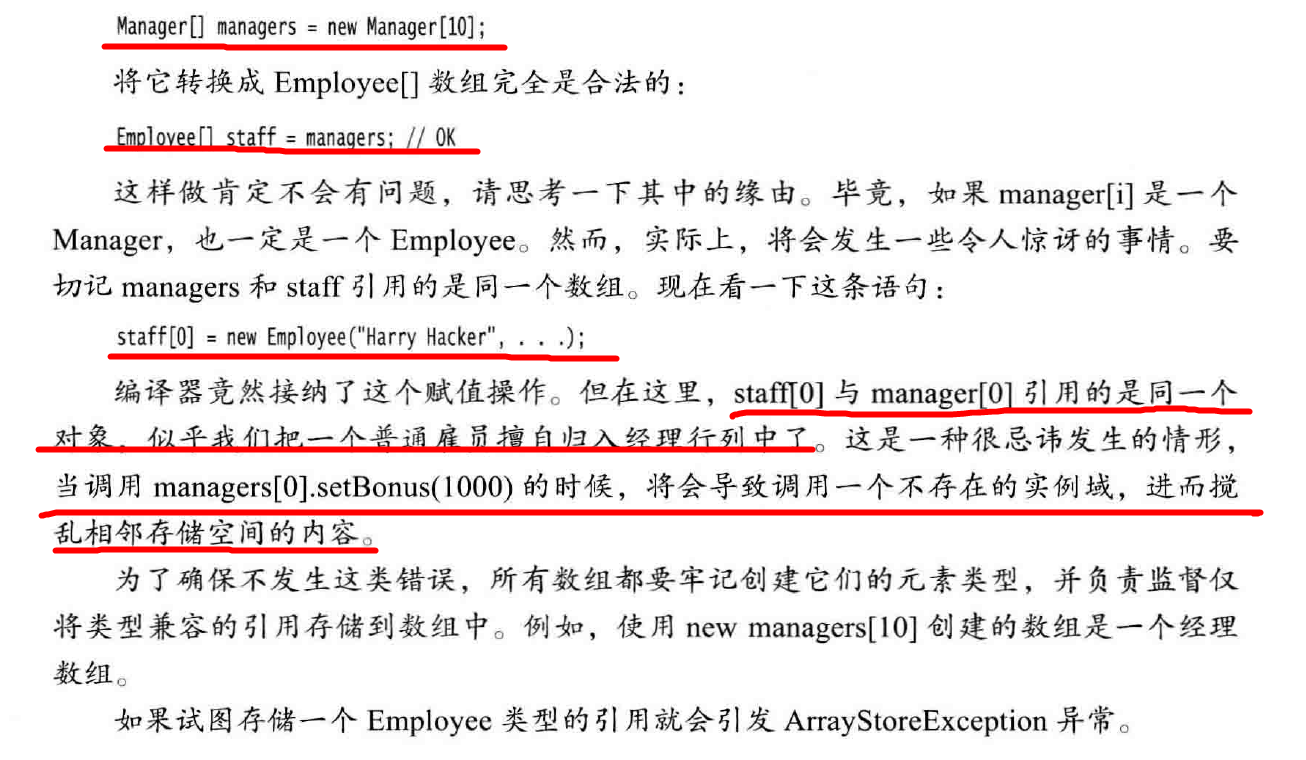 Manager[] managers = new Manager[10];
将它转换成 Employee[] 数组完全是合法的：
Employee[] staff = managers; // OK
这样做肯定不会有问题，请思考一下其中的缘由。毕竟，如果 manager[i] 是一个
Manager，也一定是一个 Employee。然而，实际上，将会发生一些令人惊讶的事情。要
切记 managers 和 staff 引用的是同一个数组。现在看一下这条语句：
staff[0] = new Employee("Harry Hacker", . . .);
编译器竟然接纳了这个赋值操作。但在这里，staff[0] 与 manager[0] 引用的是同一个
对象，似乎我们把一个普通雇员擅自归入经理行列中了。这是一种很忌讳发生的情形，
当调用 managers[0].setBonus(1000) 的时候，将会导致调用一个不存在的实例域，进而搅
乱相邻存储空间的内容。
为了确保不发生这类错误，所有数组都要牢记创建它们的元素类型，并负责监督仅
将类型兼容的引用存储到数组中。例如，使用 new managers[10] 创建的数组是一个经理
数组。
如果试图存储一个 Employee 类型的引用就会引发 ArrayStoreException 异常。